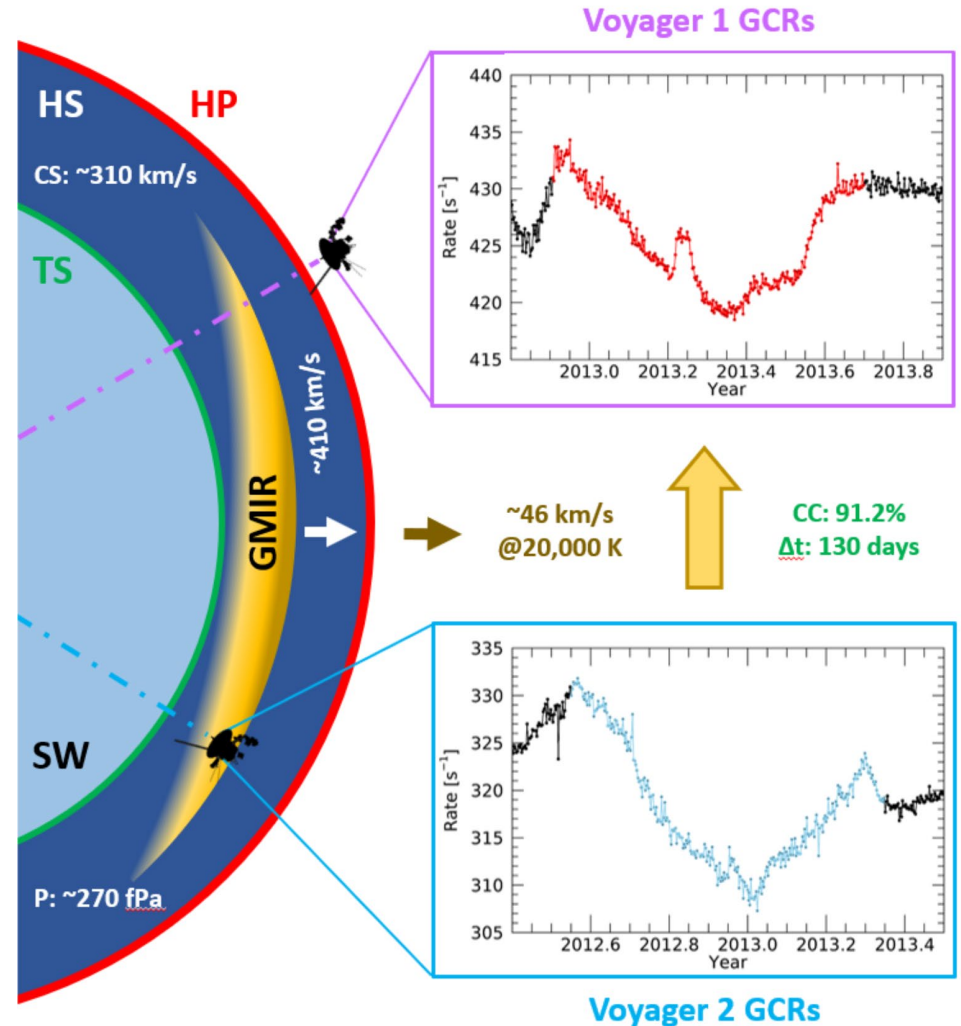 Voyager 1 GCRs
HS
HP
CS: ~310 km/s
TS
~410 km/s
GMIR
SW
P: ~270 fPa
440
435
430
425
420
415
Rate [s⁻¹]
2013.0 2013.2 2013.4 2013.6 2013.8
Year
~46 km/s
@20,000 K
CC: 91.2%
Δt: 130 days
335
330
325
320
315
310
305
Rate [s⁻¹]
2012.6 2012.8 2013.0 2013.2 2013.4
Year
Voyager 2 GCRs